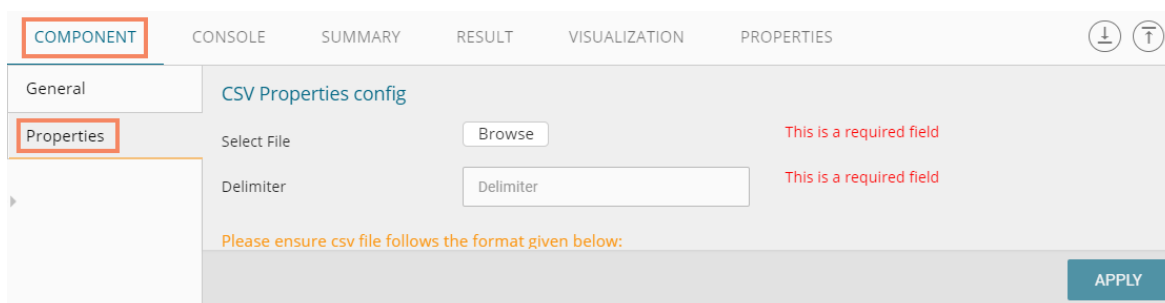 COMPONENT CONSOLE SUMMARY RESULT VISUALIZATION PROPERTIES
General
Properties
CSV Properties config
Select File Browse This is a required field
Delimiter Delimiter This is a required field
Please ensure csv file follows the format given below:
APPLY